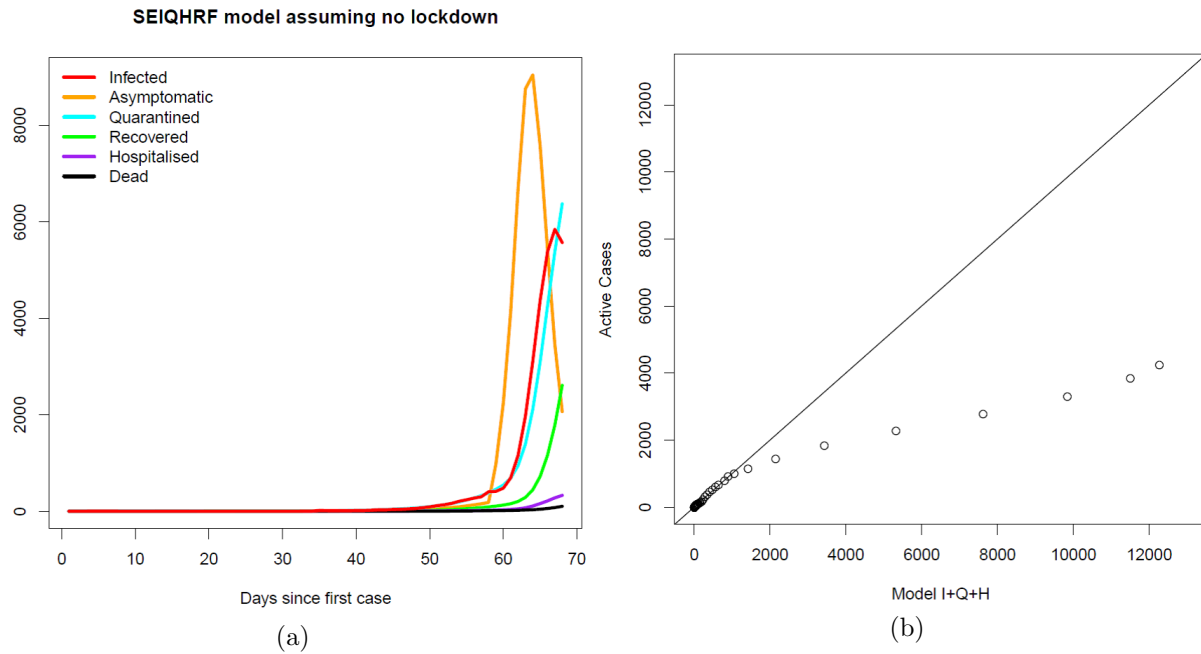 SEIQHRF model assuming no lockdown
Infected
Asymptomatic
Quarantined
Recovered
Hospitalised
Dead
8000
6000
4000
2000
0
0 10 20 30 40 50 60 70
Days since first case
(a)
12000
10000
8000
6000
4000
2000
0
Active Cases
0 2000 4000 6000 8000 10000 12000
Model I+Q+H
(b)